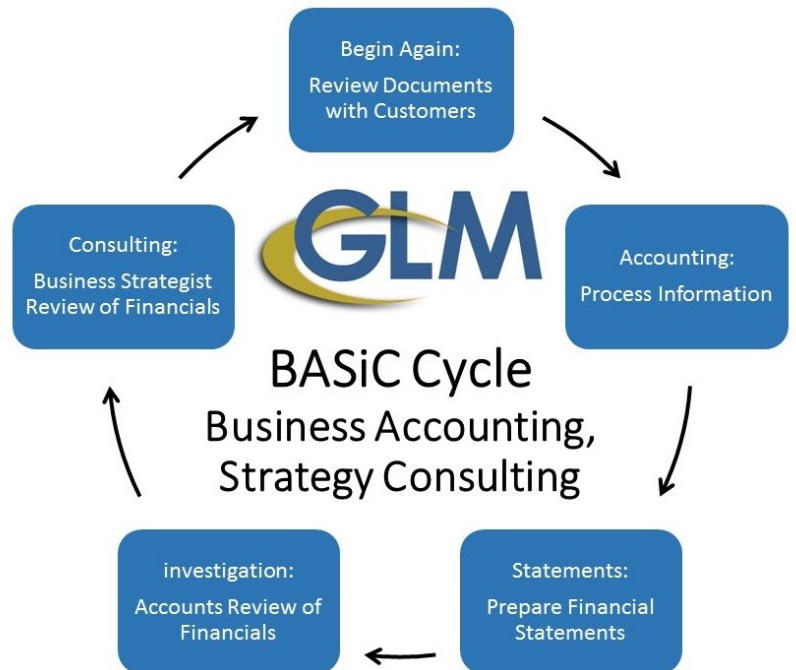 Begin Again:
Review Documents
with Customers
Accounting:
Process Information
Statements:
Prepare Financial
Statements
investigation:
Accounts Review of
Financials
Consulting:
Business Strategist
Review of Financials
GLM
BASiC Cycle
Business Accounting,
Strategy Consulting